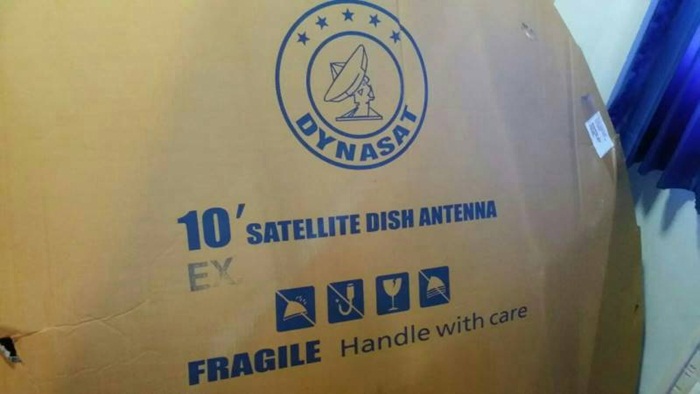 DYNASAT
10' SATELLITE DISH ANTENNA
EX.
FRAGILE Handle with care